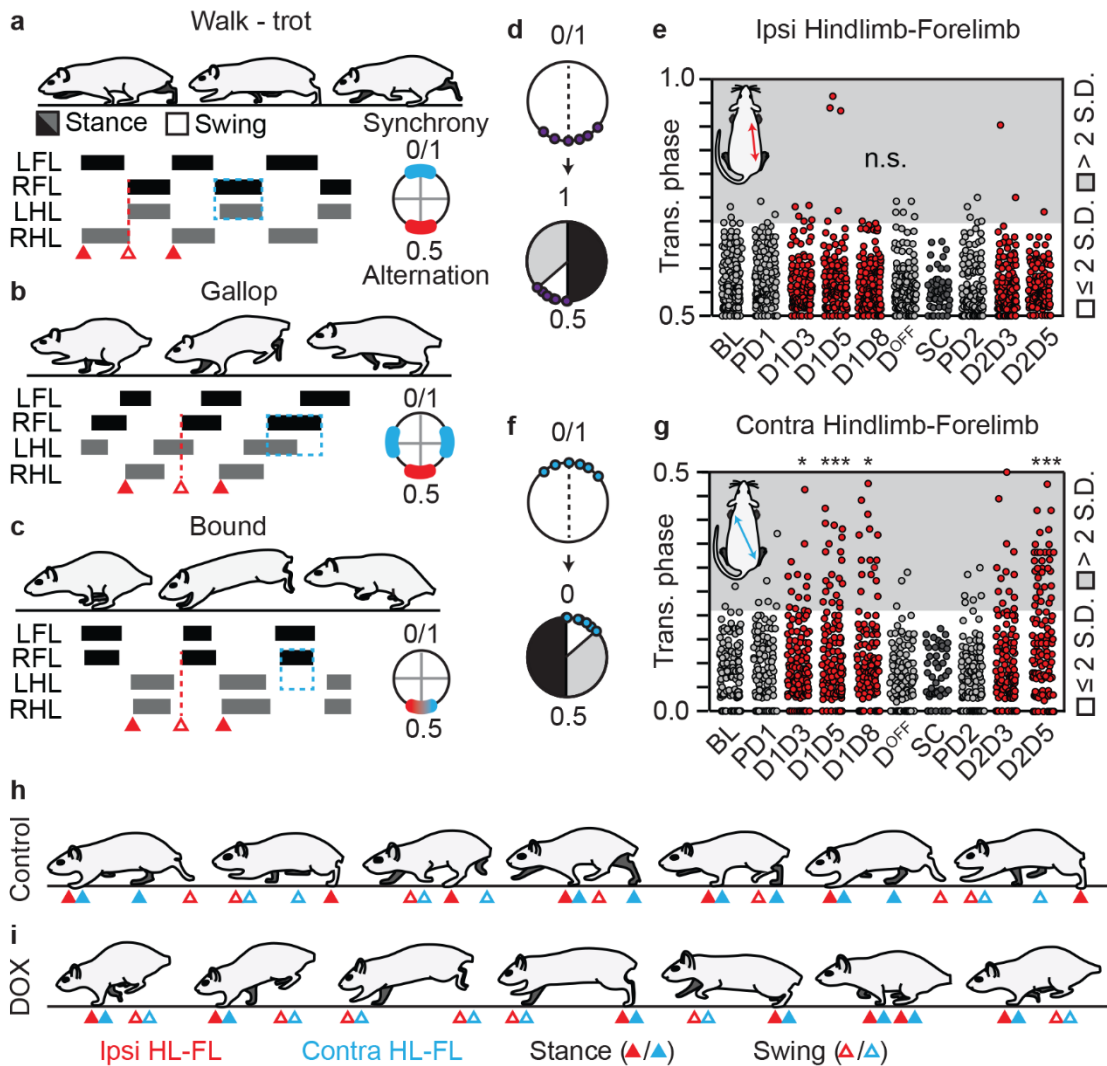 a
Walk - trot
Stance Swing
Synchrony
0/1
LFL
RFL
LHL
RHL
0.5
Alternation
b
Gallop
LFL
RFL
LHL
RHL
0/1
0.5
c
Bound
LFL
RFL
LHL
RHL
0/1
0.5
d
0/1
1
0.5
e
Ipsi Hindlimb-Forelimb
1.0
n.s.
Trans. phase
0.5
≤ 2 S.D. > 2 S.D.
BL PD1 D1D3 D1D5 D1D8 DOFF SC PD2 D2D3 D2D5
f
0/1
0
0.5
g
Contra Hindlimb-Forelimb
* *** * ***
0.5
Trans. phase
0.0
≤ 2 S.D. > 2 S.D.
BL PD1 D1D3 D1D5 D1D8 DOFF SC PD2 D2D3 D2D5
h
Control
i
DOX
Ipsi HL-FL Contra HL-FL Stance (▲/▲) Swing (△/△)